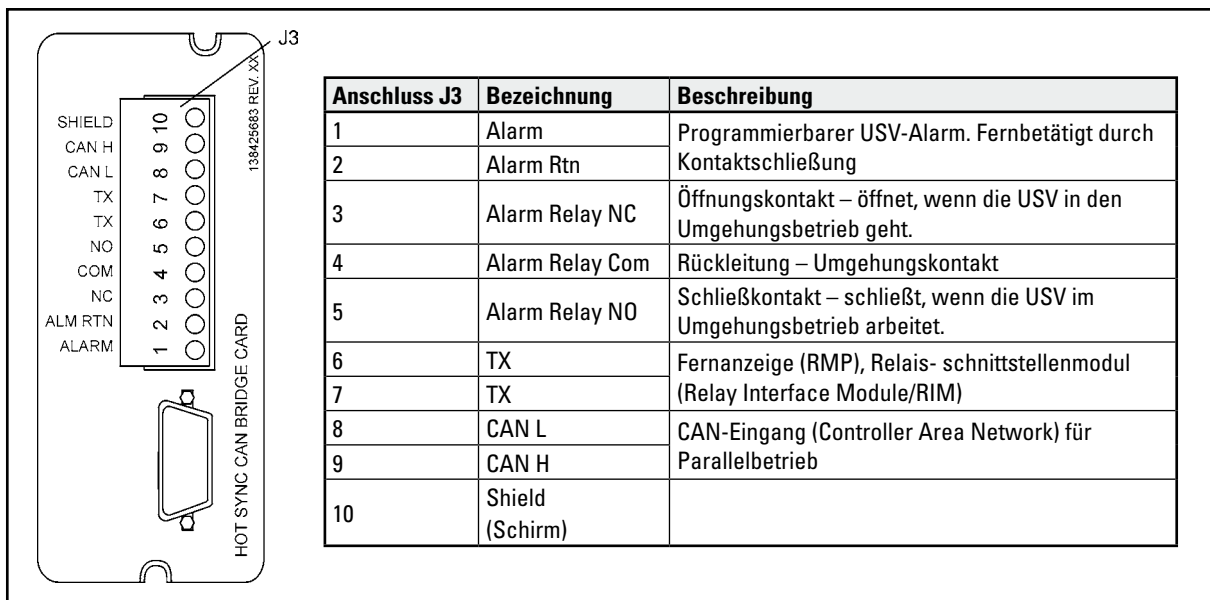 J3
138425683 REV. XX
SHIELD 10
CAN H 9
CAN L 8
TX 7
TX 6
NO 5
COM 4
NC 3
ALM RTN 2
ALARM 1
HOT SYNC CAN BRIDGE CARD
Anschluss J3 Bezeichnung Beschreibung
1 Alarm Programmierbarer USV-Alarm. Fernbetätigt durch
2 Alarm Rtn Kontaktschließung
3 Alarm Relay NC Öffnungskontakt – öffnet, wenn die USV in den
Umgehungsbetrieb geht.
4 Alarm Relay Com Rückleitung – Umgehungskontakt
5 Alarm Relay NO Schließkontakt – schließt, wenn die USV im
Umgehungsbetrieb arbeitet.
6 TX Fernanzeige (RMP), Relais- schnittstellenmodul
7 TX (Relay Interface Module/RIM)
8 CAN L CAN-Eingang (Controller Area Network) für
9 CAN H Parallelbetrieb
10 Shield
(Schirm)